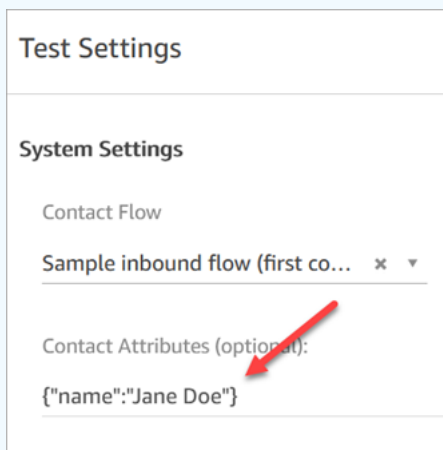 Test Settings
System Settings
Contact Flow
Sample inbound flow (first co...
Contact Attributes (optional):
{"name":"Jane Doe"}